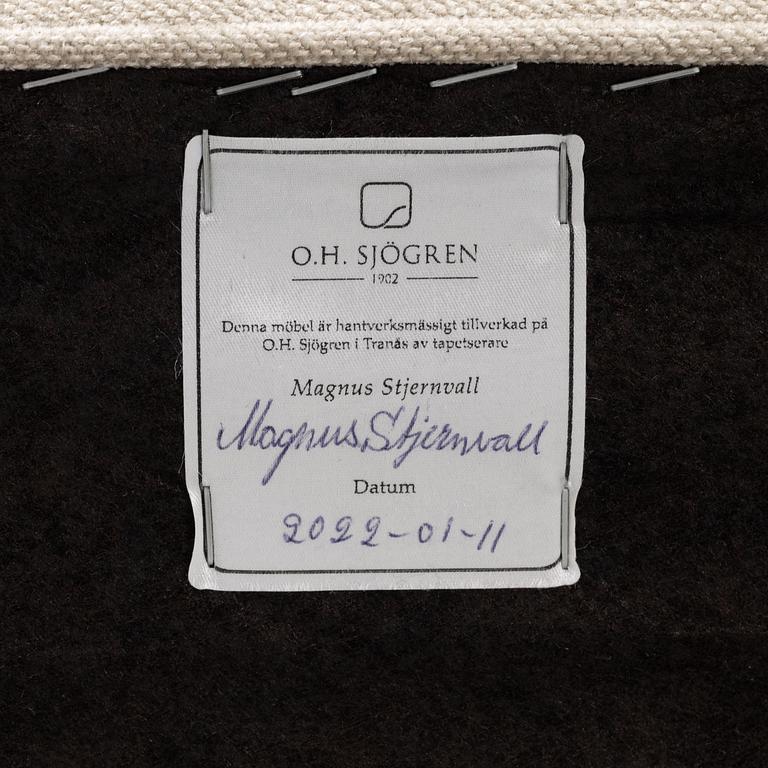 O.H. SJÖGREN
1902
Denna möbel är hantverksmässigt tillverkad på
O.H. Sjögren i Tranås av tapetserare
Magnus Stjernvall
Magnus Stjernvall
Datum
2022-01-11